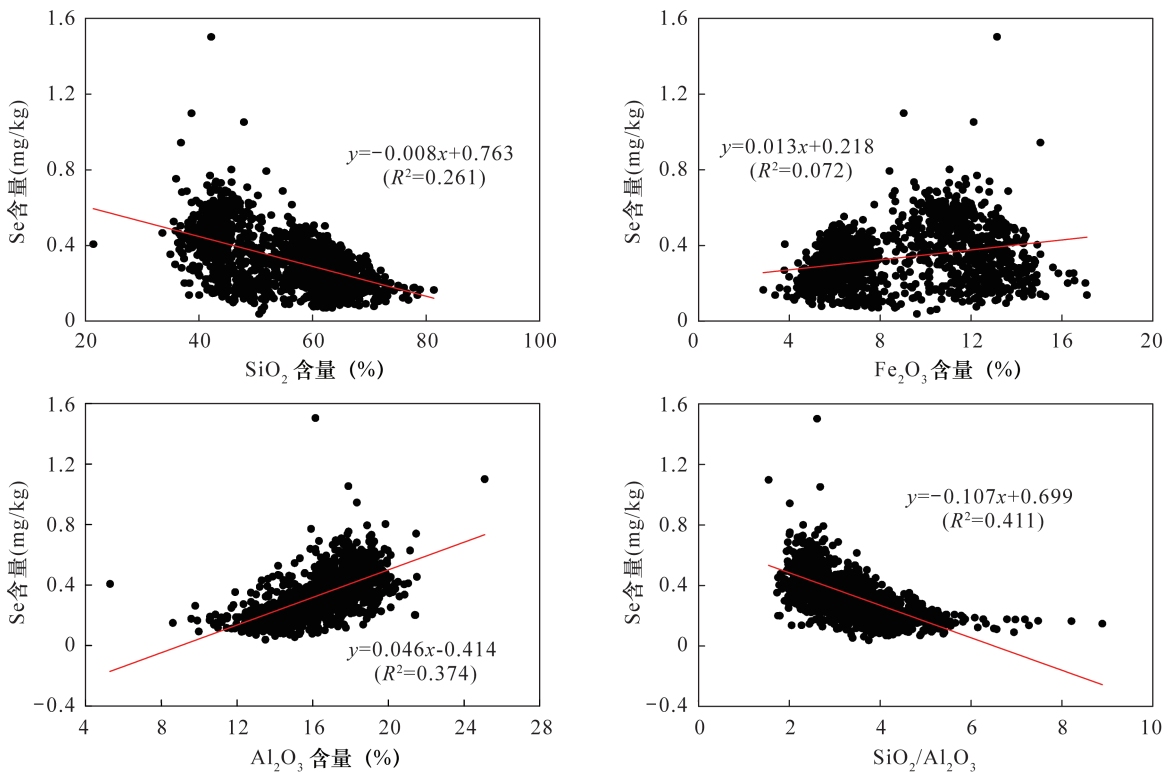 1.6
1.2
0.8
0.4
0
Se含量(mg/kg)
y=−0.008x+0.763
(R²=0.261)
20 40 60 80 100
SiO₂ 含量 (%)
1.6
1.2
0.8
0.4
0
Se含量(mg/kg)
y=0.013x+0.218
(R²=0.072)
0 4 8 12 16 20
Fe₂O₃ 含量 (%)
1.6
1.2
0.8
0.4
0
−0.4
Se含量(mg/kg)
y=0.046x-0.414
(R²=0.374)
4 8 12 16 20 24 28
Al₂O₃ 含量 (%)
1.6
1.2
0.8
0.4
0
−0.4
Se含量(mg/kg)
y=−0.107x+0.699
(R²=0.411)
0 2 4 6 8 10
SiO₂/Al₂O₃